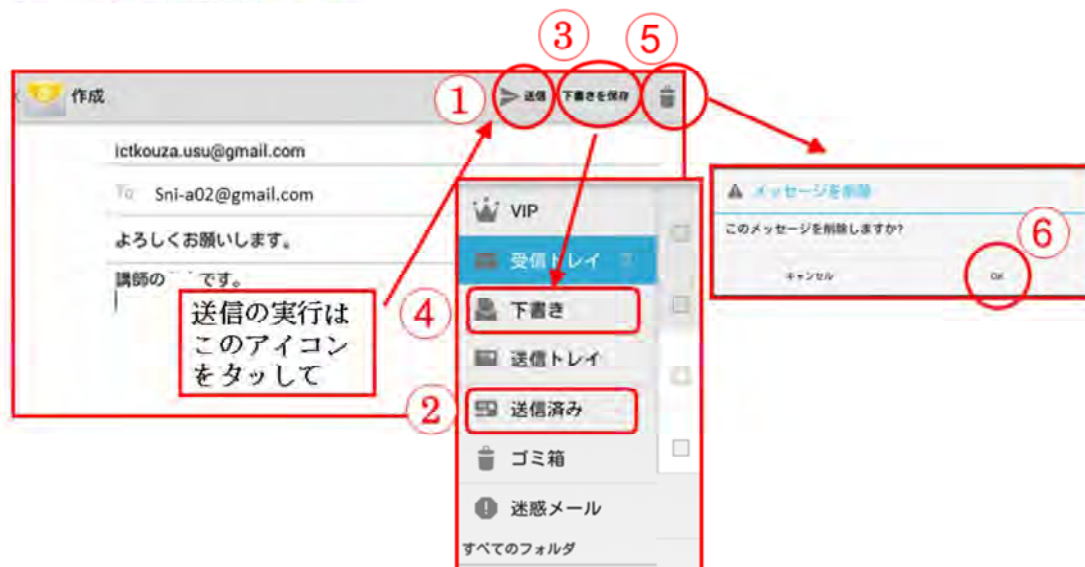 ③ ⑤
作成
① 送信 下書きを保存
ictkouza.usu@gmail.com
To Sni-a02@gmail.com
よろしくお願いします。
講師の です。
送信の実行は
このアイコン
をタッして
VIP
受信トレイ
④ 下書き
送信トレイ
② 送信済み
ゴミ箱
迷惑メール
すべてのフォルダ
メッセージを削除
このメッセージを削除しますか?
⑥
キャンセル OK